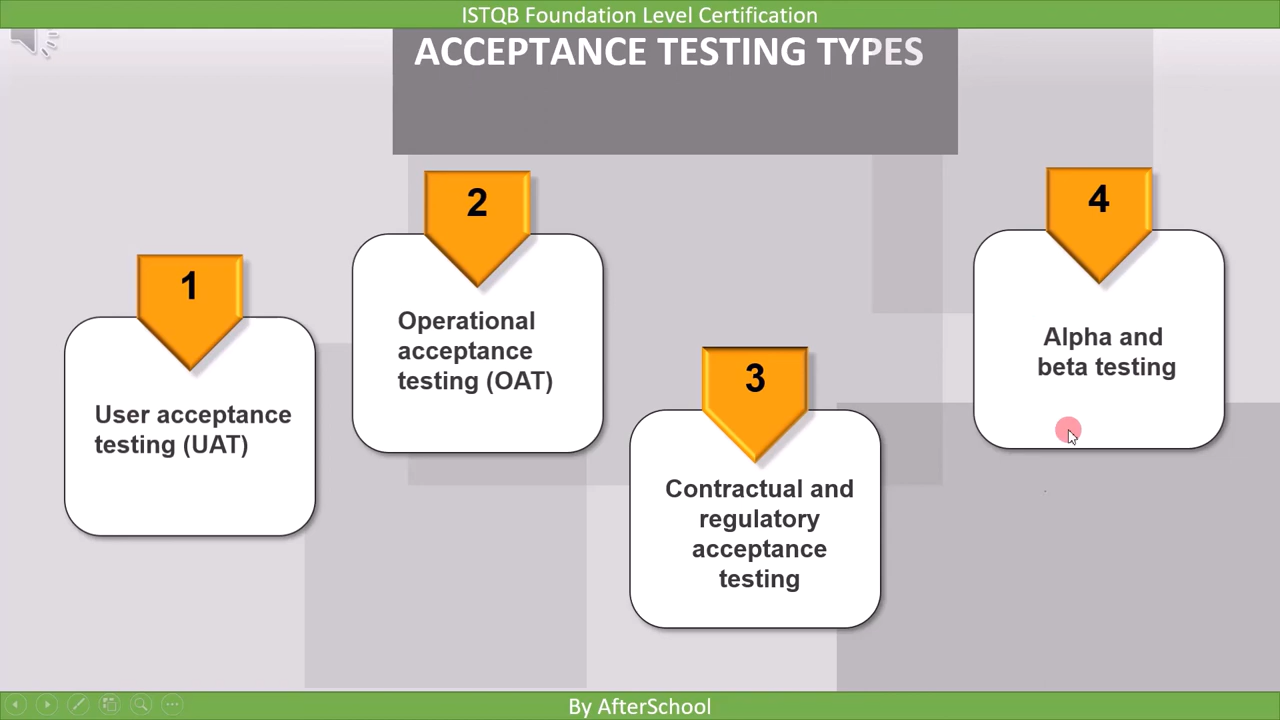 ISTQB Foundation Level Certification
ACCEPTANCE TESTING TYPES
1
User acceptance
testing (UAT)
2
Operational
acceptance
testing (OAT)
3
Contractual and
regulatory
acceptance
testing
4
Alpha and
beta testing
By AfterSchool